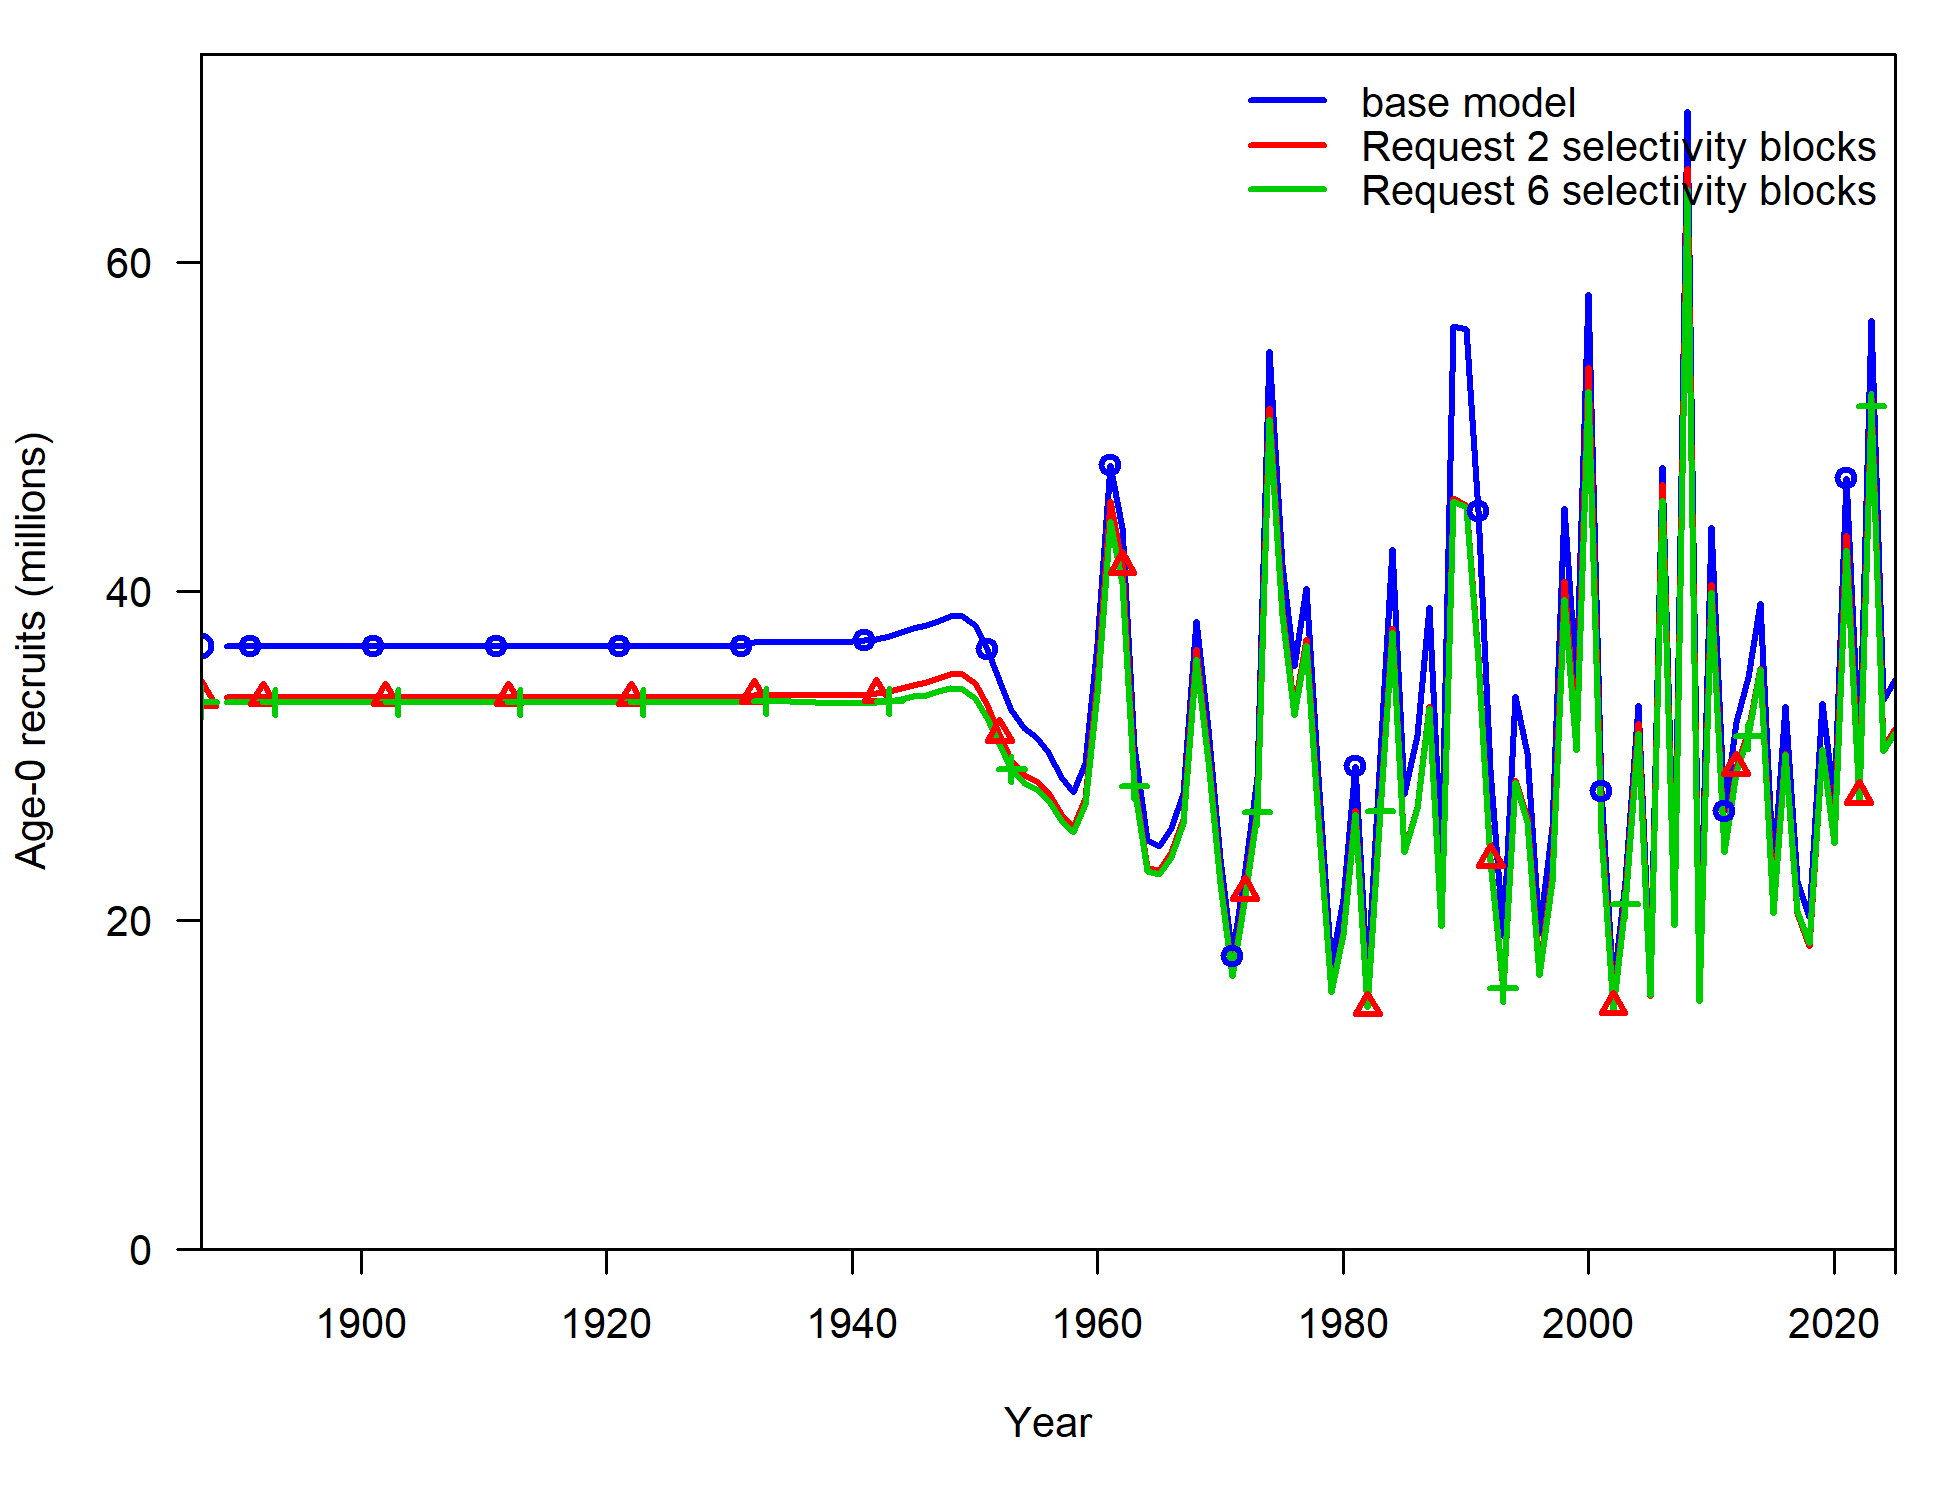 base model
Request 2 selectivity blocks
Request 6 selectivity blocks
60
40
20
0
Age-0 recruits (millions)
1900 1920 1940 1960 1980 2000 2020
Year